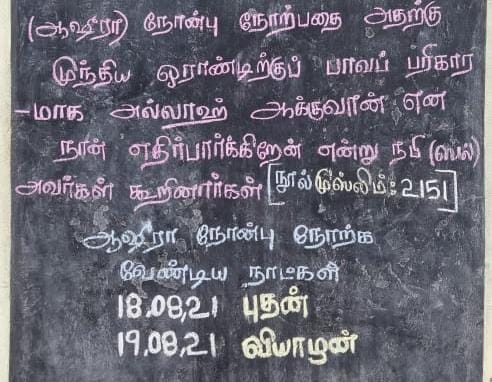 (ஆஷீரா) நோன்பு நோற்பதை அதற்கு
முந்திய ஓராண்டிற்குப் பாவப் பரிகார
-மாக அல்லாஹ் ஆக்குவான் என
நான் எதிர்பார்க்கிறேன் என்று நபி (ஸல்)
அவர்கள் கூறினார்கள் [நூல் முஸ்லிம்: 2151]
ஆஷீரா நோன்பு நோற்க
வேண்டிய நாட்கள்
18.08.21 புதன்
19.08.21 வியாழன்